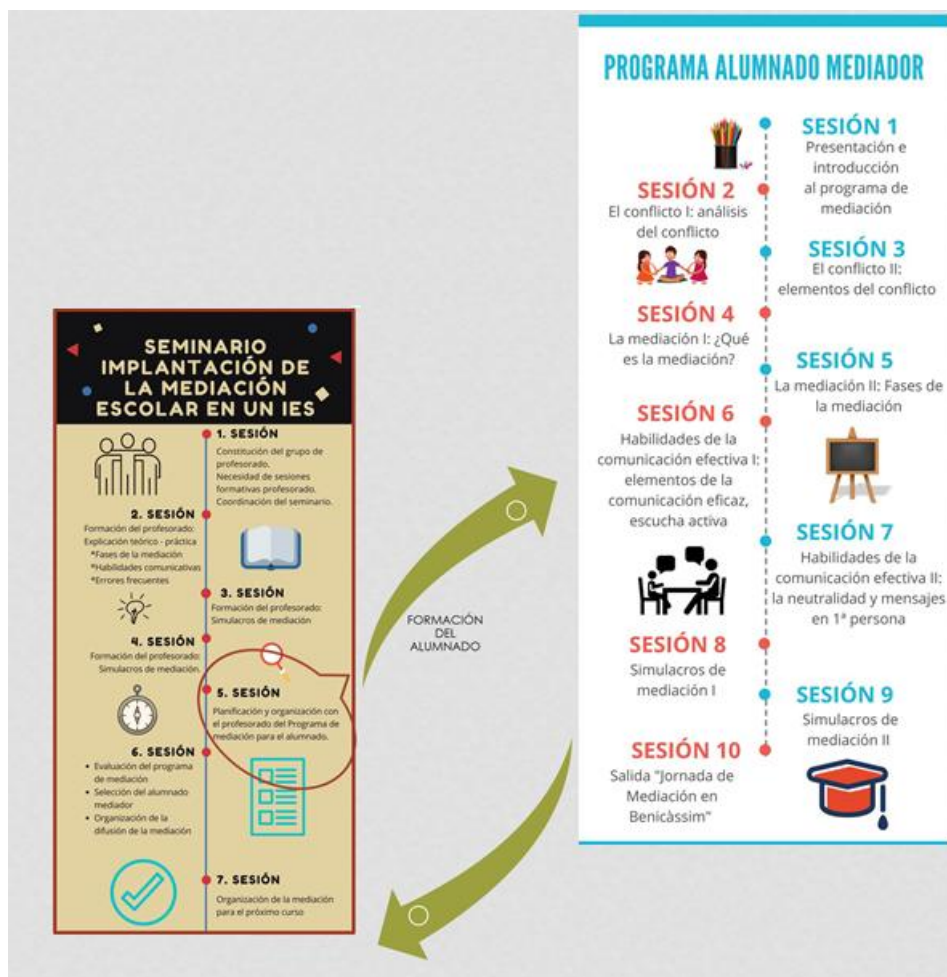 SEMINARIO
IMPLANTACIÓN DE
LA MEDIACIÓN
ESCOLAR EN UN IES
1. SESIÓN
Constitución del grupo de
profesorado.
Necesidad de sesiones
formativas profesorado.
Coordinación del seminario.
2. SESIÓN
Formación del profesorado:
Explicación teórico - práctica
*Fases de la mediación
*Habilidades comunicativas
*Errores frecuentes
3. SESIÓN
Formación del profesorado:
Simulacros de mediación
4. SESIÓN
Formación del profesorado:
Simulacros de mediación.
5. SESIÓN
Planificación y organización con
el profesorado del Programa de
mediación para el alumnado.
6. SESIÓN
• Evaluación del programa
de mediación
• Selección del alumnado
mediador
• Organización de la
difusión de la mediación
7. SESIÓN
Organización de la mediación
para el próximo curso
FORMACIÓN
DEL
ALUMNADO
PROGRAMA ALUMNADO MEDIADOR
SESIÓN 1
Presentación e
introducción
al programa de
mediación
SESIÓN 2
El conflicto I: análisis
del conflicto
SESIÓN 3
El conflicto II:
elementos del conflicto
SESIÓN 4
La mediación I: ¿Qué
es la mediación?
SESIÓN 5
La mediación II: Fases de
la mediación
SESIÓN 6
Habilidades de la
comunicación efectiva I:
elementos de la
comunicación eficaz,
escucha activa
SESIÓN 7
Habilidades de la
comunicación efectiva II:
la neutralidad y mensajes
en 1ª persona
SESIÓN 8
Simulacros de
mediación I
SESIÓN 9
Simulacros de
mediación II
SESIÓN 10
Salida "Jornada de
Mediación en
Benicàssim"